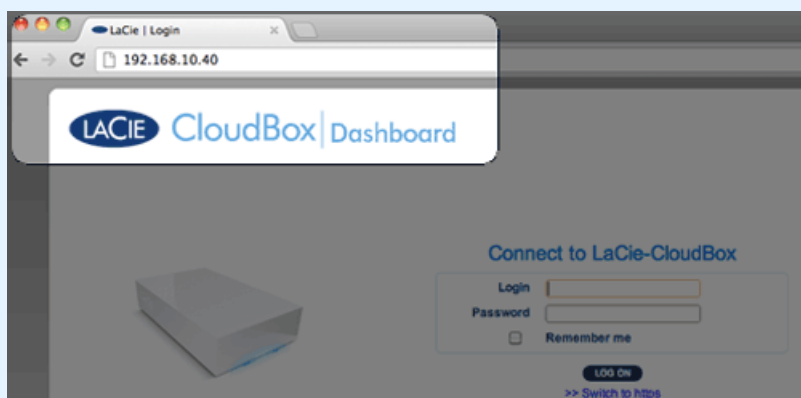 LaCie | Login
192.168.10.40
LACIE CloudBox Dashboard
Connect to LaCie-CloudBox
Login
Password
Remember me
LOG ON
>> Switch to https